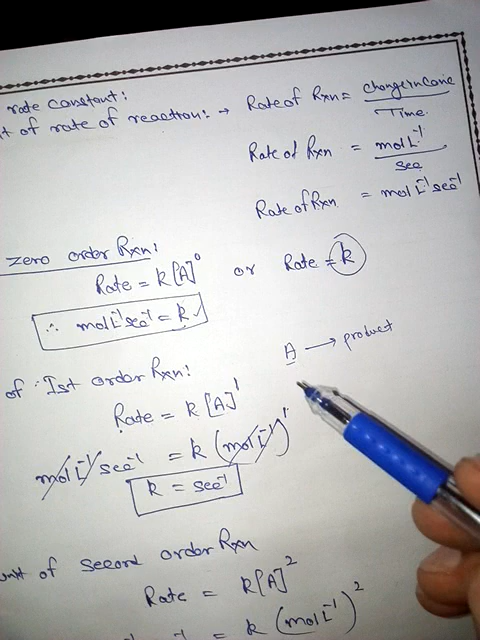 rate constant:
t of rate of reaction: → Rate of Rxn = Change in Conc / Time
Rate of Rxn = mol L⁻¹ / sec
Rate of Rxn = mol L⁻¹ sec⁻¹
zero order Rxn:
Rate = k[A]⁰ or Rate = k
∴ mol L⁻¹ sec⁻¹ = k
A → product
of Ist order Rxn:
Rate = k[A]¹
mol L⁻¹ sec⁻¹ = k (mol L⁻¹)¹
k = sec⁻¹
unit of second order Rxn
Rate = k[A]²
= k (mol L⁻¹)²